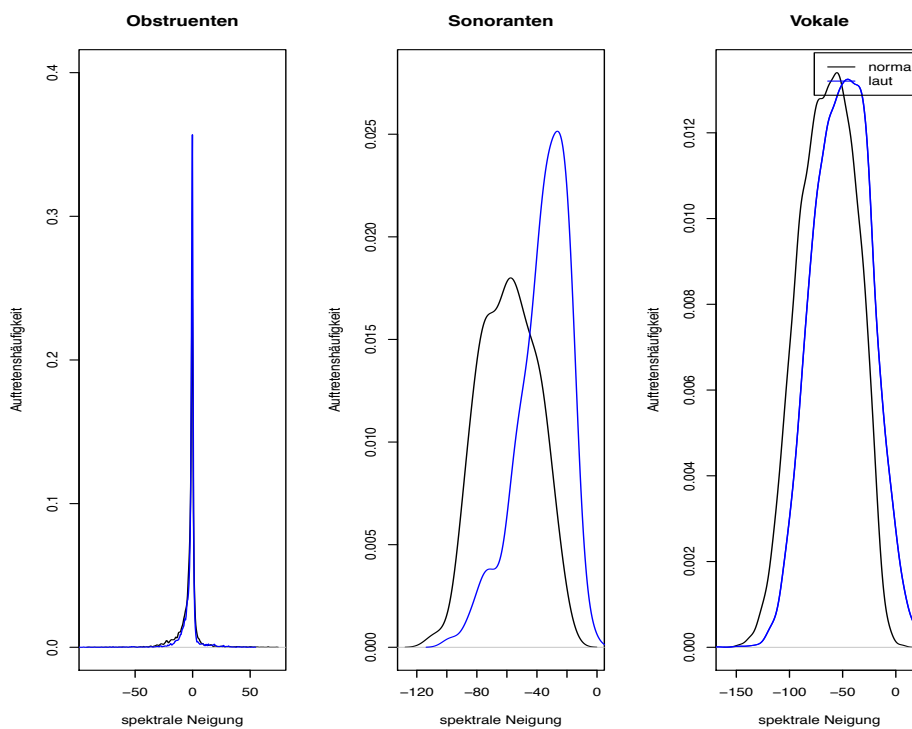 Obstruenten
Auftretenshäufigkeit
0.0 0.1 0.2 0.3 0.4
−50 0 50
spektrale Neigung
Sonoranten
Auftretenshäufigkeit
0.000 0.005 0.010 0.015 0.020 0.025
−120 −80 −40 0
spektrale Neigung
Vokale
Auftretenshäufigkeit
0.000 0.002 0.004 0.006 0.008 0.010 0.012
−150 −100 −50 0
spektrale Neigung
norma
laut